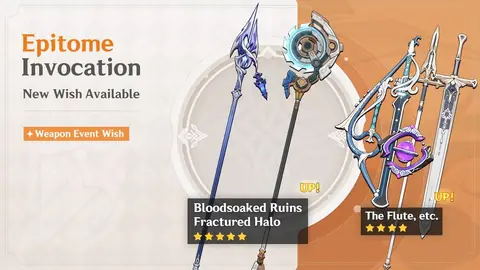 Epitome
Invocation
New Wish Available
+ Weapon Event Wish
UP!
Bloodsoaked Ruins
Fractured Halo
UP!
The Flute, etc.